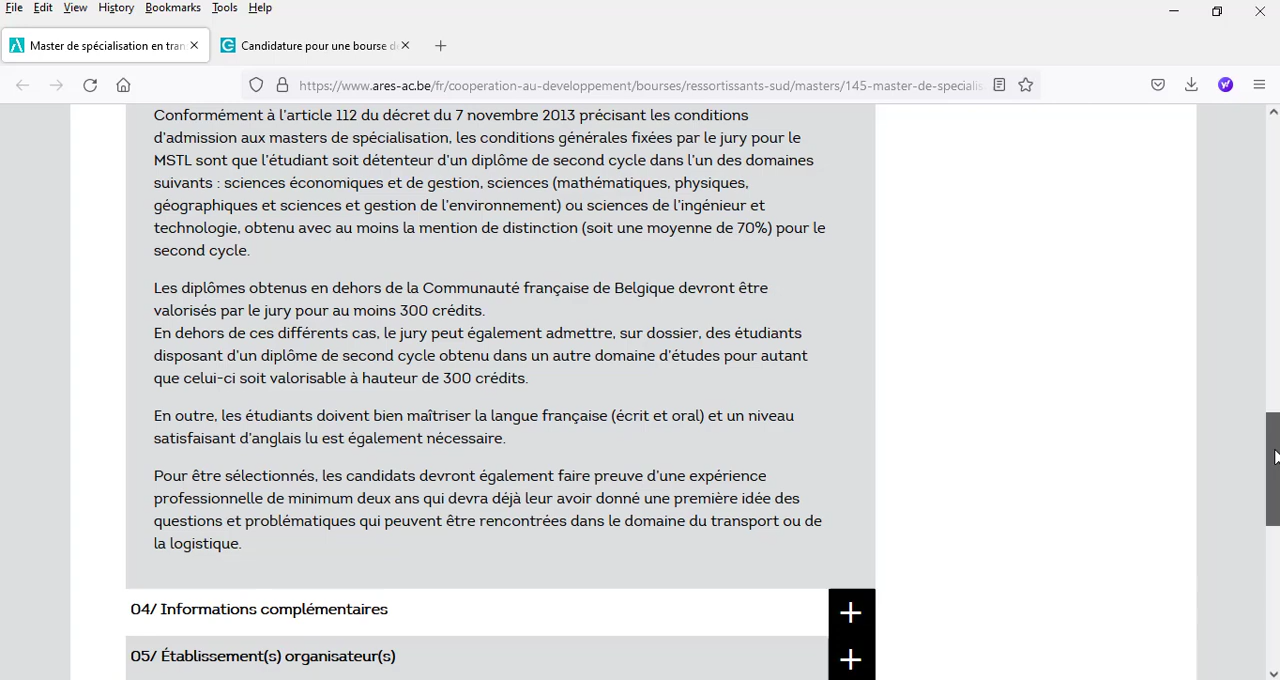 File Edit View History Bookmarks Tools Help
Master de spécialisation en tran
Candidature pour une bourse d
https://www.ares-ac.be/fr/cooperation-au-developpement/bourses/ressortissants-sud/masters/145-master-de-specialis
Conformément à l'article 112 du décret du 7 novembre 2013 précisant les conditions
d'admission aux masters de spécialisation, les conditions générales fixées par le jury pour le
MSTL sont que l'étudiant soit détenteur d'un diplôme de second cycle dans l'un des domaines
suivants : sciences économiques et de gestion, sciences (mathématiques, physiques,
géographiques et sciences et gestion de l'environnement) ou sciences de l'ingénieur et
technologie, obtenu avec au moins la mention de distinction (soit une moyenne de 70%) pour le
second cycle.
Les diplômes obtenus en dehors de la Communauté française de Belgique devront être
valorisés par le jury pour au moins 300 crédits.
En dehors de ces différents cas, le jury peut également admettre, sur dossier, des étudiants
disposant d'un diplôme de second cycle obtenu dans un autre domaine d'études pour autant
que celui-ci soit valorisable à hauteur de 300 crédits.
En outre, les étudiants doivent bien maîtriser la langue française (écrit et oral) et un niveau
satisfaisant d'anglais lu est également nécessaire.
Pour être sélectionnés, les candidats devront également faire preuve d'une expérience
professionnelle de minimum deux ans qui devra déjà leur avoir donné une première idée des
questions et problématiques qui peuvent être rencontrées dans le domaine du transport ou de
la logistique.
04/ Informations complémentaires
05/ Établissement(s) organisateur(s)